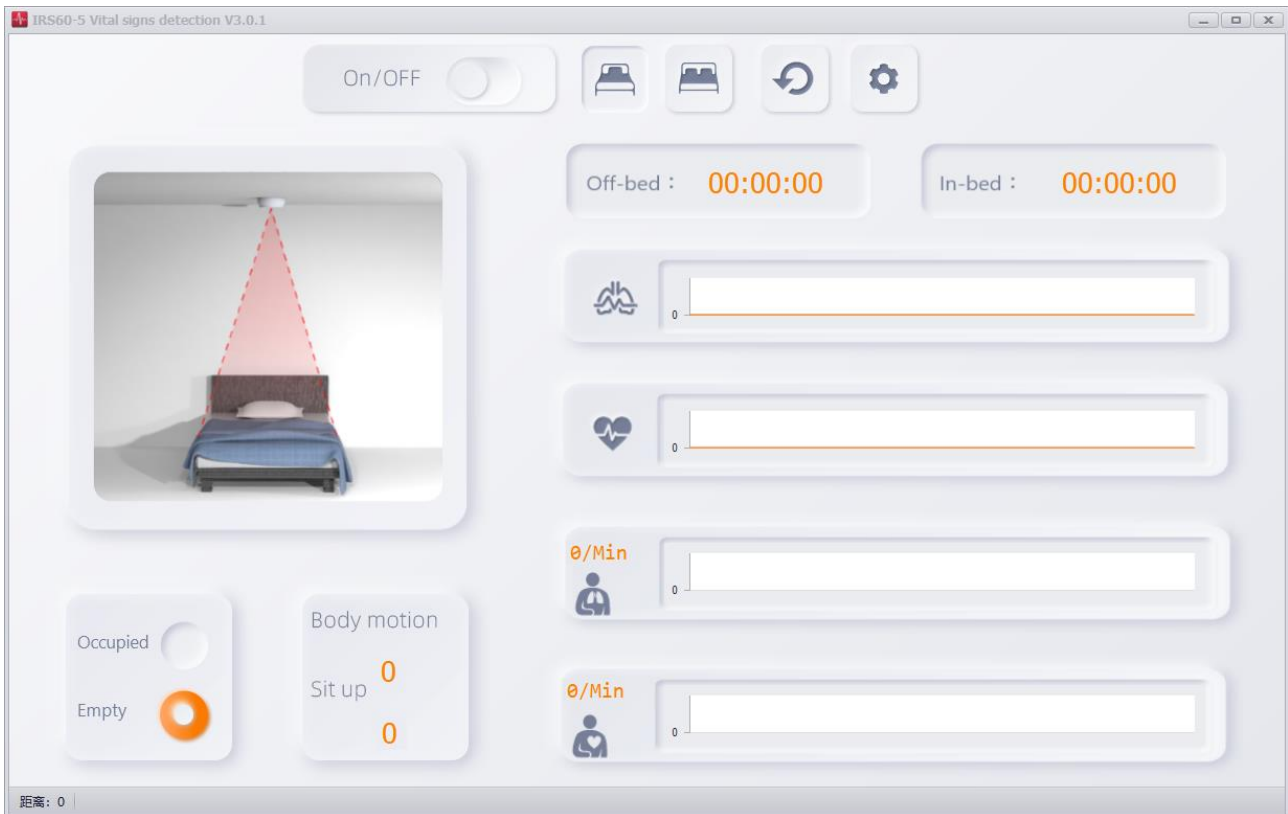 IRS60-5 Vital signs detection V3.0.1
On/OFF
Off-bed： 00:00:00
In-bed： 00:00:00
0
0
0/Min
0
0/Min
0
Occupied
Empty
Body motion
0
Sit up
0
距离: 0